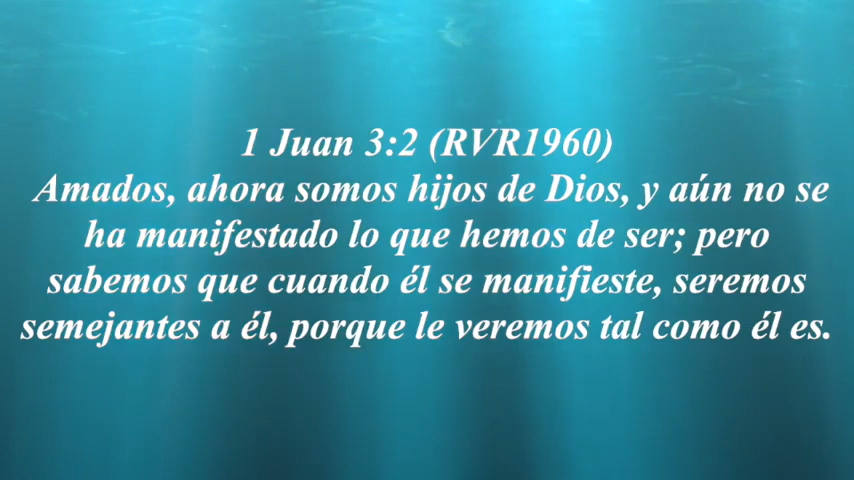 1 Juan 3:2 (RVR1960)
Amados, ahora somos hijos de Dios, y aún no se
ha manifestado lo que hemos de ser; pero
sabemos que cuando él se manifieste, seremos
semejantes a él, porque le veremos tal como él es.